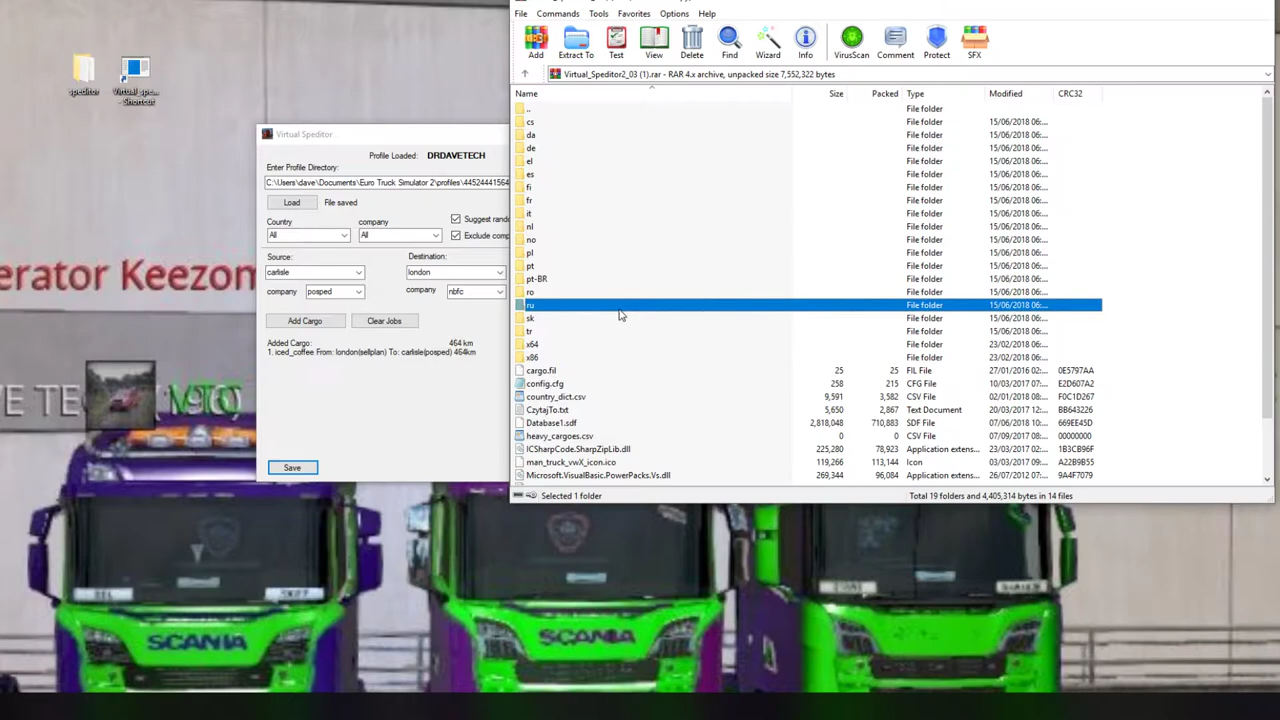 File Commands Tools Favorites Options Help
Add Extract To Test View Delete Find Wizard Info VirusScan Comment Protect SFX
Virtual_Speditor2_03 (1).rar - RAR 4.x archive, unpacked size 7,552,322 bytes
Name Size Packed Type Modified CRC32
.. File folder
cs File folder 15/06/2018 06:...
da File folder 15/06/2018 06:...
de File folder 15/06/2018 06:...
el File folder 15/06/2018 06:...
es File folder 15/06/2018 06:...
fi File folder 15/06/2018 06:...
fr File folder 15/06/2018 06:...
it File folder 15/06/2018 06:...
nl File folder 15/06/2018 06:...
no File folder 15/06/2018 06:...
pl File folder 15/06/2018 06:...
pt File folder 15/06/2018 06:...
pt-BR File folder 15/06/2018 06:...
ro File folder 15/06/2018 06:...
ru File folder 15/06/2018 06:...
sk File folder 15/06/2018 06:...
tr File folder 15/06/2018 06:...
x64 File folder 23/02/2018 06:...
x86 File folder 23/02/2018 06:...
cargo.fil 25 25 FIL File 27/01/2016 02:... 0E5797AA
config.cfg 258 215 CFG File 10/03/2017 07:... E2D607A2
country_dict.csv 9,591 3,582 CSV File 02/01/2018 08:... F0C1D267
CzytajTo.txt 5,650 2,867 Text Document 20/03/2017 12:... BB643226
Database1.sdf 2,818,048 710,883 SDF File 07/06/2018 10:... 669EE45D
heavy_cargoes.csv 0 0 CSV File 07/09/2017 08:... 00000000
ICSharpCode.SharpZipLib.dll 225,280 78,923 Application extens... 23/03/2017 02:... 1B3CB96F
man_truck_vwX_icon.ico 119,266 113,144 Icon 03/03/2017 09:... A22B9B55
Microsoft.VisualBasic.PowerPacks.Vs.dll 269,344 96,084 Application extens... 26/07/2012 07:... 9A4F7079
Selected 1 folder Total 19 folders and 4,405,314 bytes in 14 files
speditor
Virtual_spe...
- Shortcut
Virtual Speditor
Profile Loaded: DRDAVETECH
Enter Profile Directory:
C:\Users\dave\Documents\Euro Truck Simulator 2\profiles\44524441564
Load File saved
Country company Suggest rando
All All Exclude comp
Source: Destination:
carlisle london
company posped company nbfc
Add Cargo Clear Jobs
Added Cargo: 464 km
1. iced_coffee From: london(sellplan) To: carlisle(posped) 464km
Save
erator Keezom
SCANIA
SCANIA